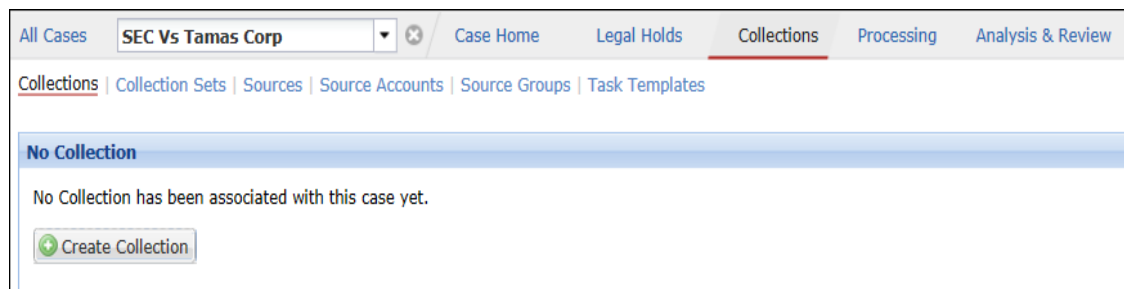 All Cases SEC Vs Tamas Corp Case Home Legal Holds Collections Processing Analysis & Review
Collections | Collection Sets | Sources | Source Accounts | Source Groups | Task Templates
No Collection
No Collection has been associated with this case yet.
Create Collection